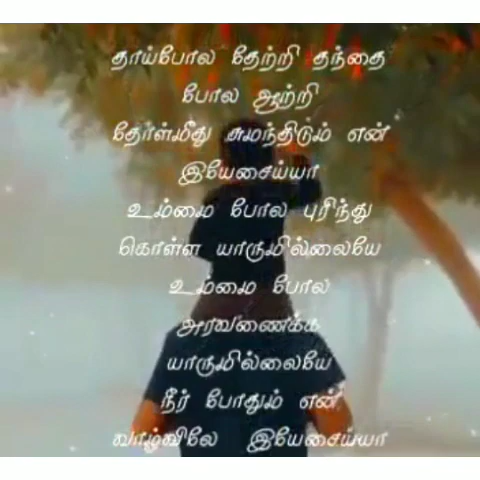 தாய்போல தேற்றி தந்தை
போல ஆற்றி
தோள்மீது சுமந்திடும் என்
இயேசைய்யா
உம்மை போல புரிந்து
கொள்ள யாருமில்லையே
உம்மை போல
அரவணைக்க
யாருமில்லையே
நீர் போதும் என்
வாழ்விலே இயேசைய்யா